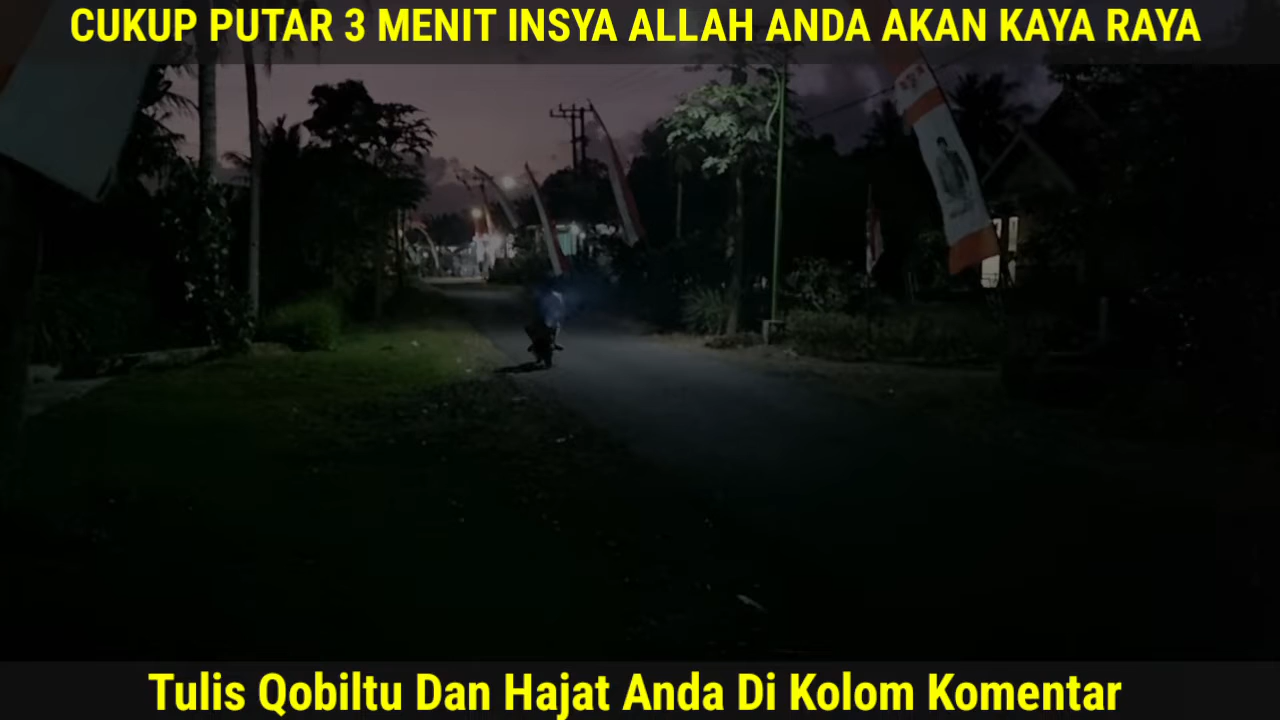 CUKUP PUTAR 3 MENIT INSYA ALLAH ANDA AKAN KAYA RAYA
Tulis Qobiltu Dan Hajat Anda Di Kolom Komentar